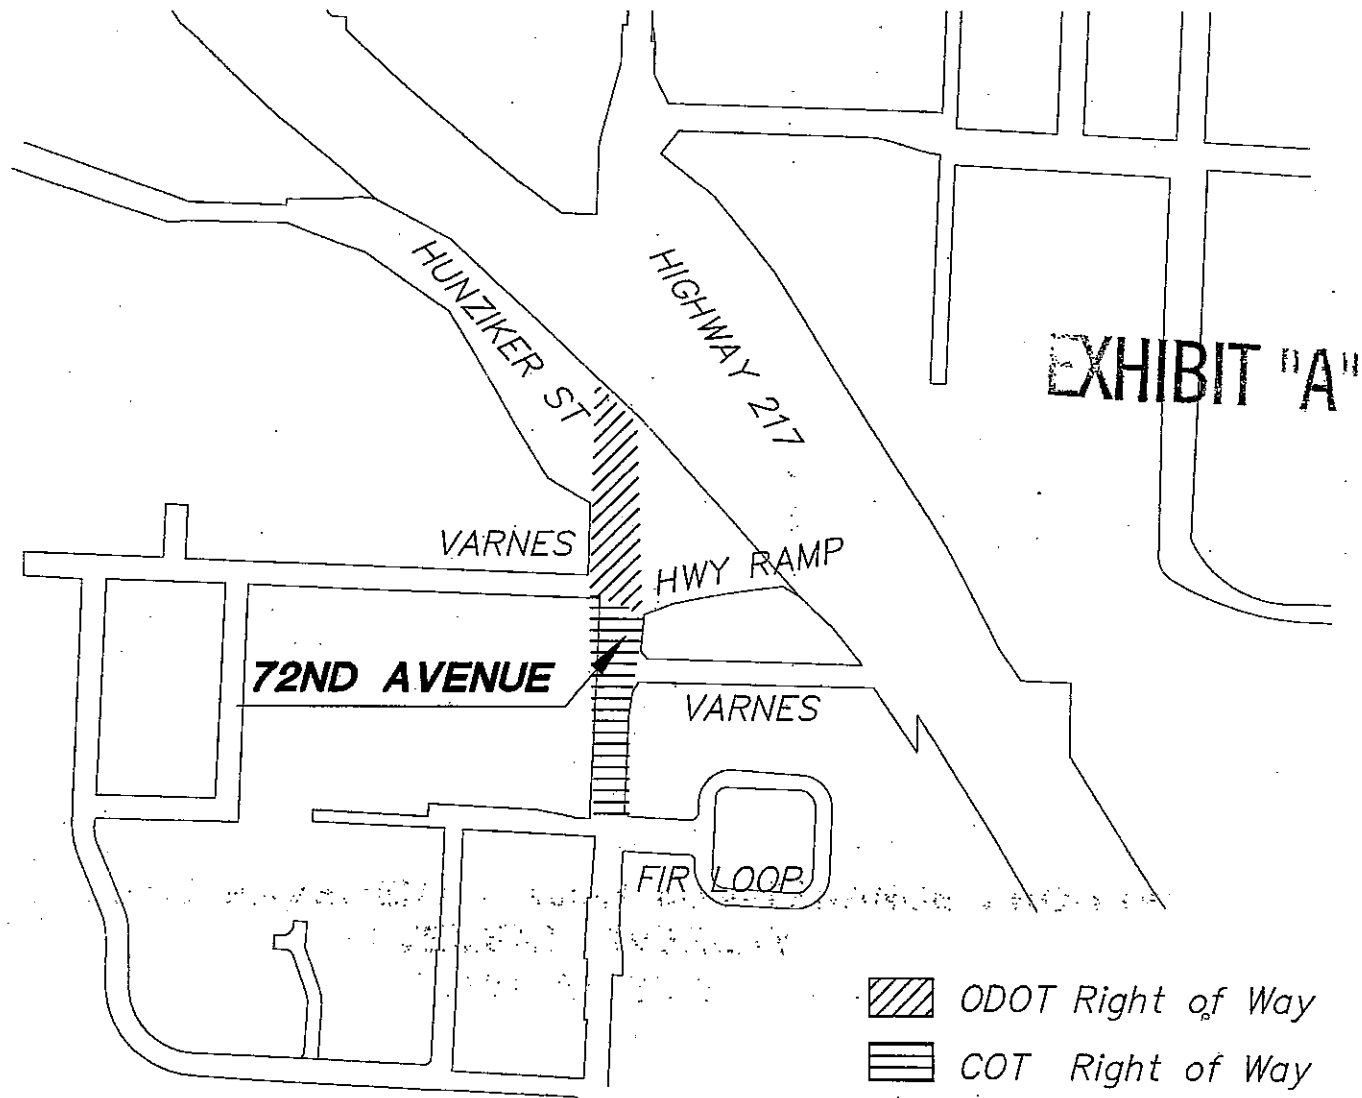 HUNZIKER ST
HIGHWAY 217
EXHIBIT "A"
VARNES
HWY RAMP
72ND AVENUE
VARNES
FIR LOOP
ODOT Right of Way
COT Right of Way